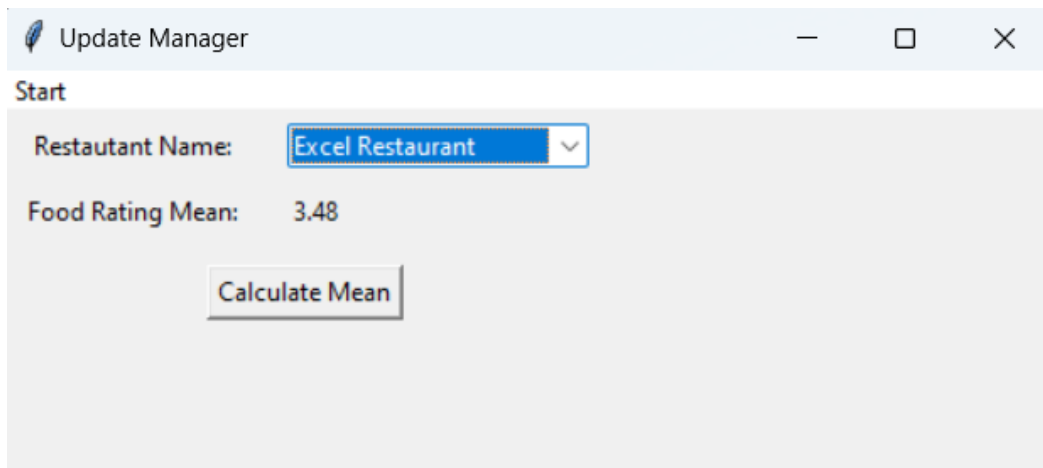 Update Manager
Start
Restautant Name: Excel Restaurant
Food Rating Mean: 3.48
Calculate Mean